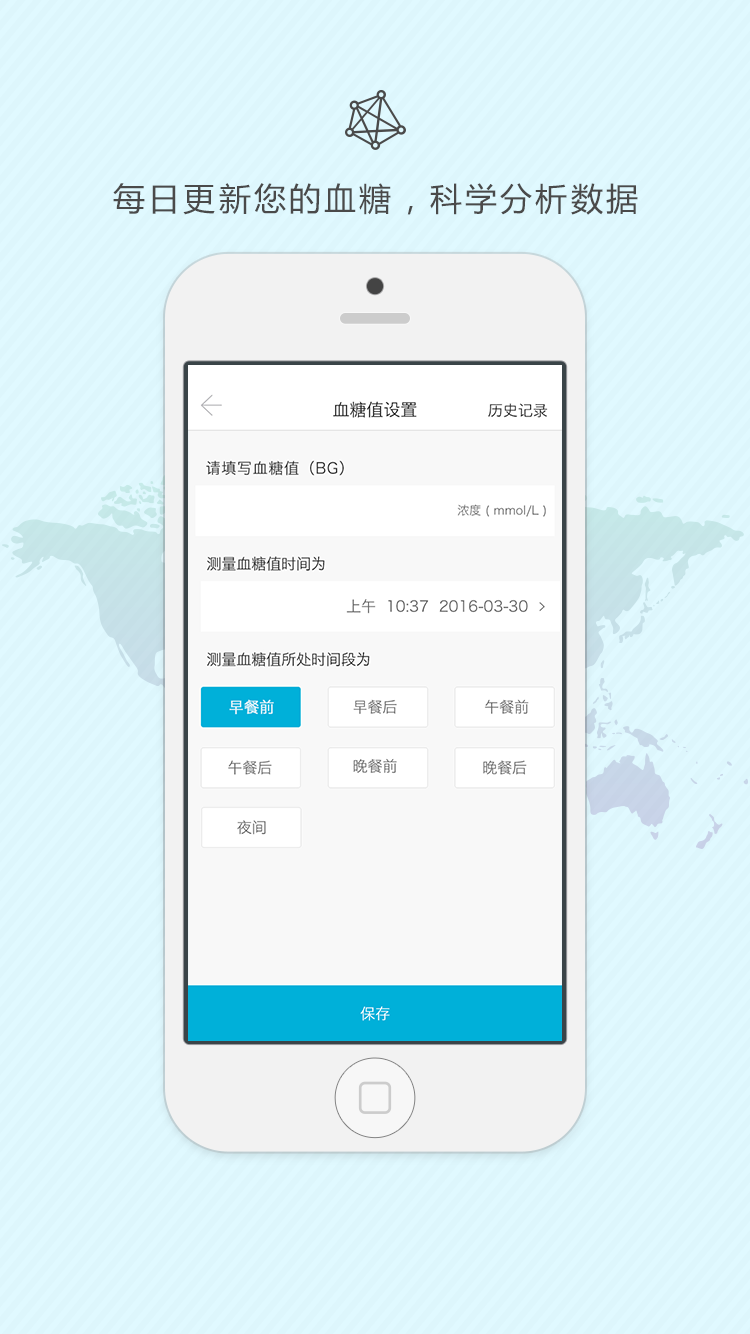 每日更新您的血糖，科学分析数据
血糖值设置 历史记录
请填写血糖值（BG）
浓度 ( mmol/L )
测量血糖值时间为
上午 10:37 2016-03-30
测量血糖值所处时间段为
早餐前 早餐后 午餐前
午餐后 晚餐前 晚餐后
夜间
保存